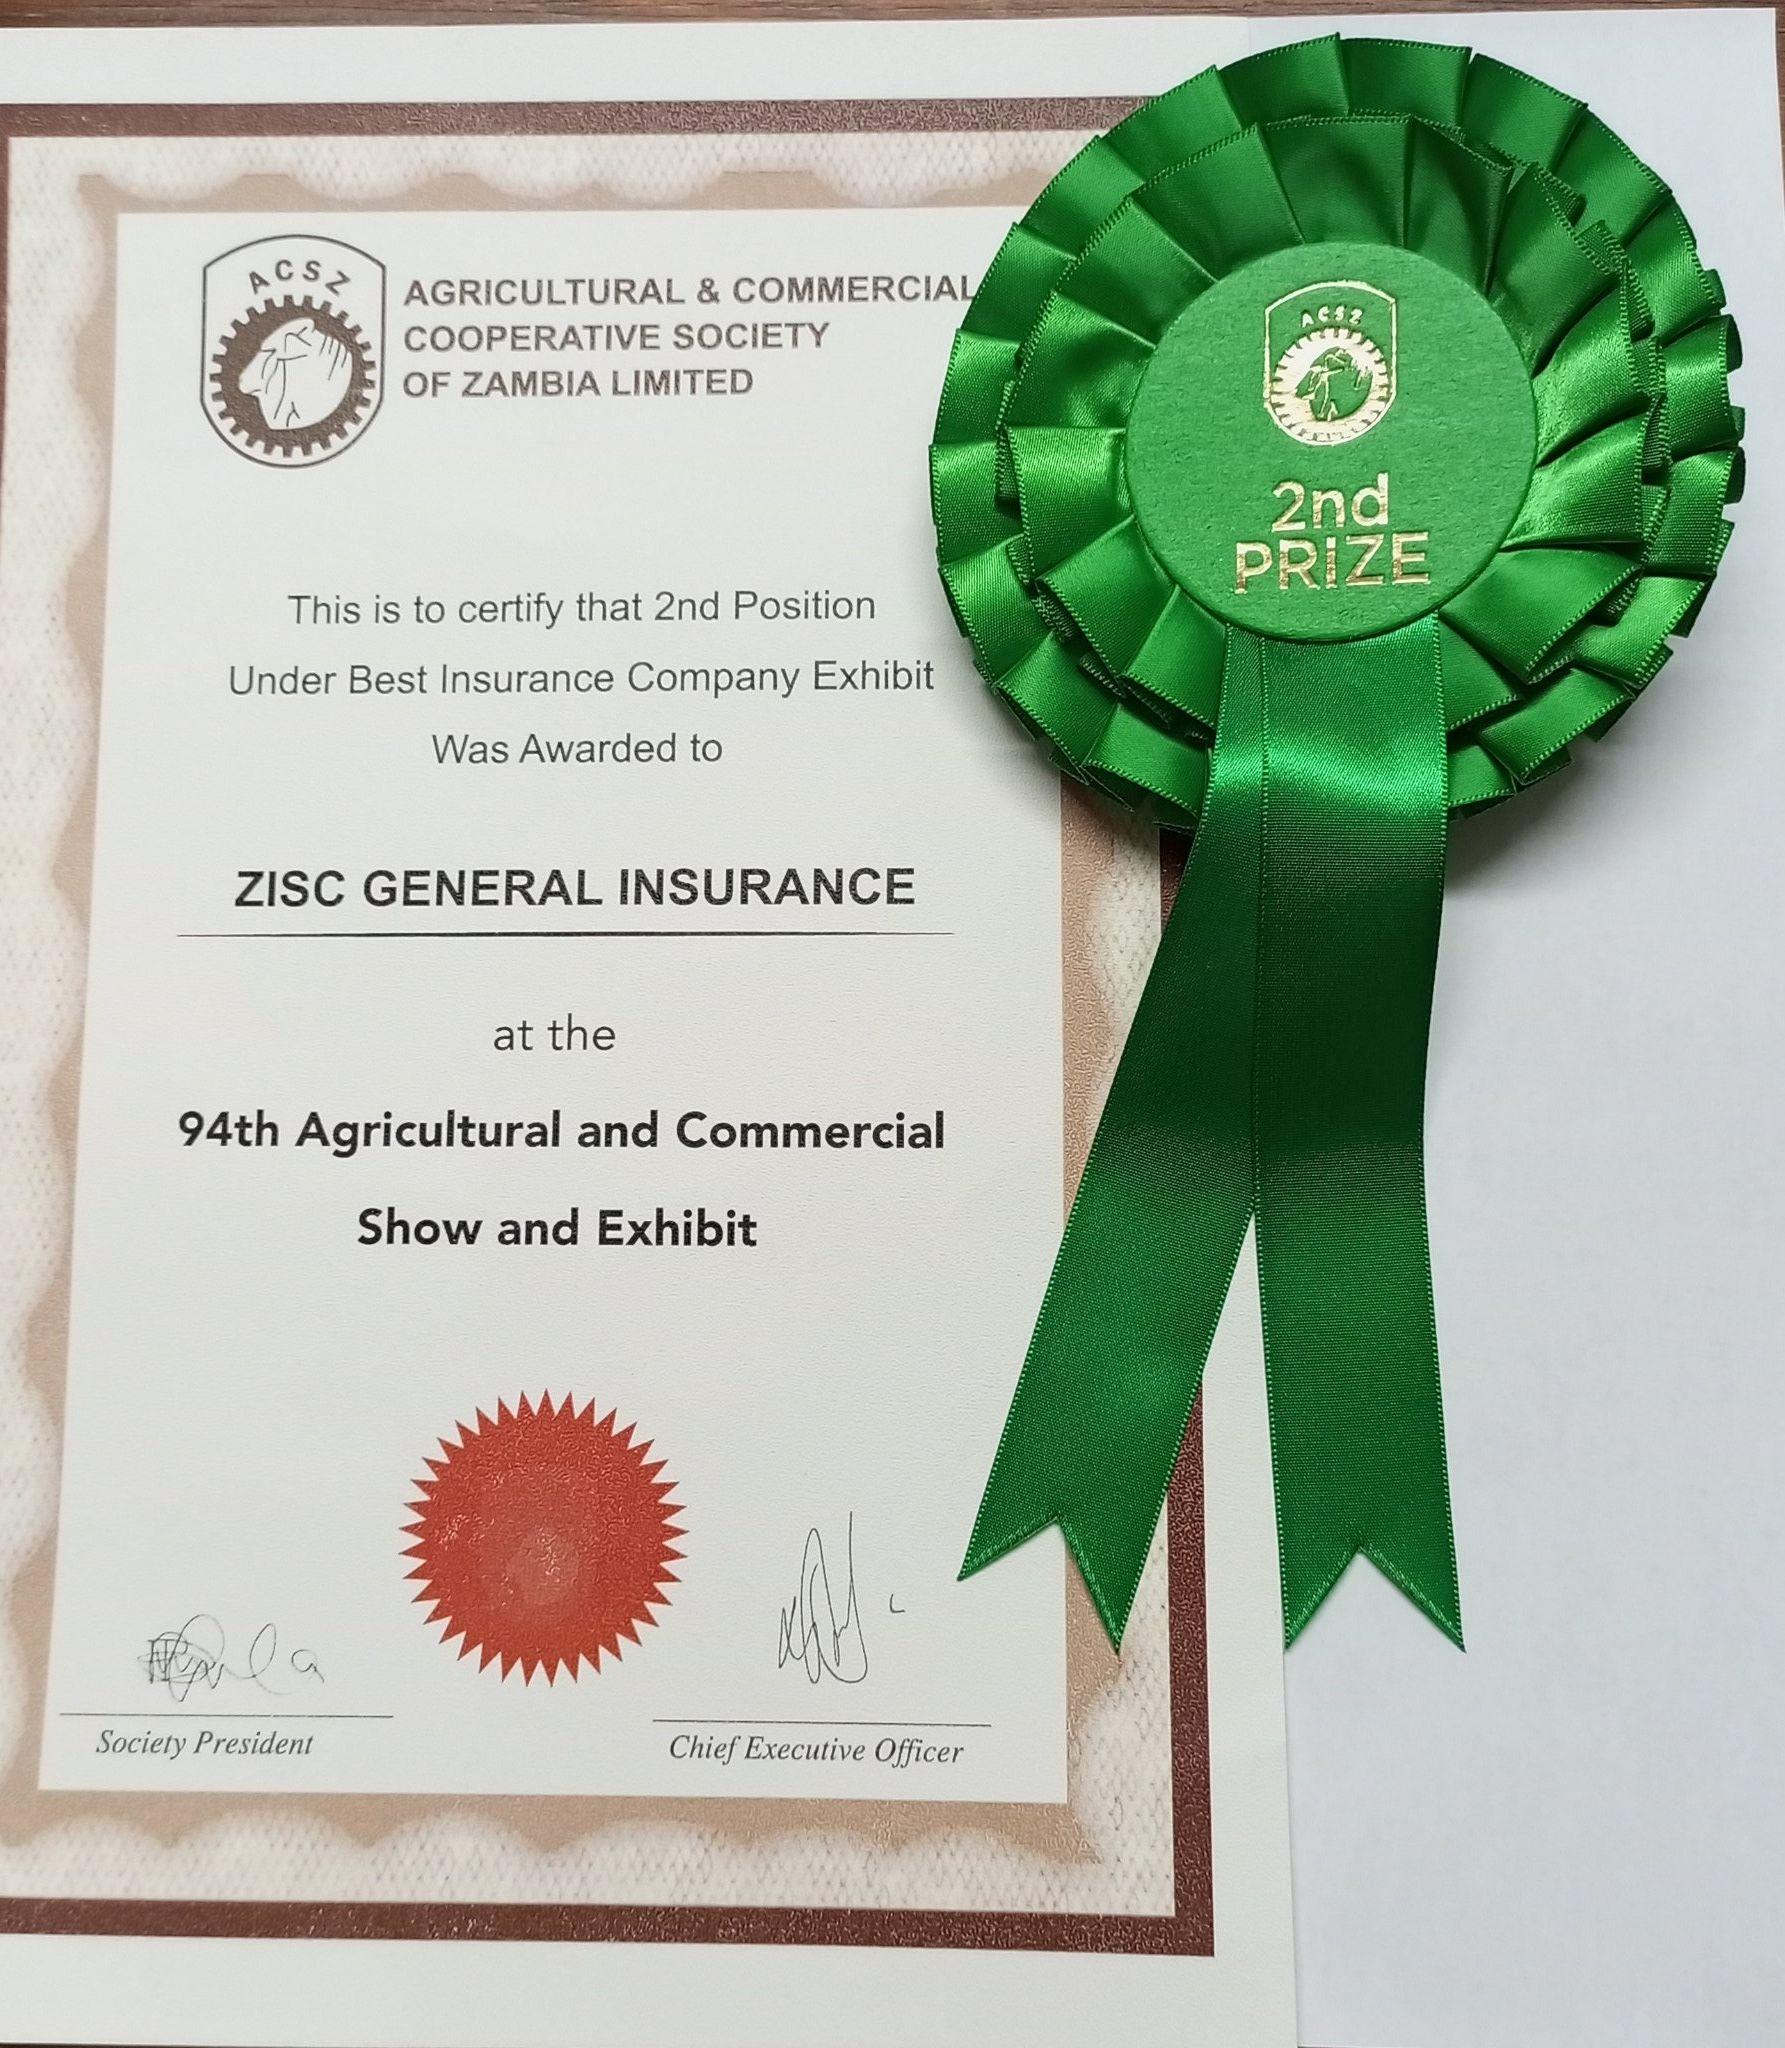 ACSZ
AGRICULTURAL & COMMERCIAL
COOPERATIVE SOCIETY
OF ZAMBIA LIMITED
This is to certify that 2nd Position
Under Best Insurance Company Exhibit
Was Awarded to
ZISC GENERAL INSURANCE
at the
94th Agricultural and Commercial
Show and Exhibit
Society President
Chief Executive Officer
ACSZ
2nd
PRIZE